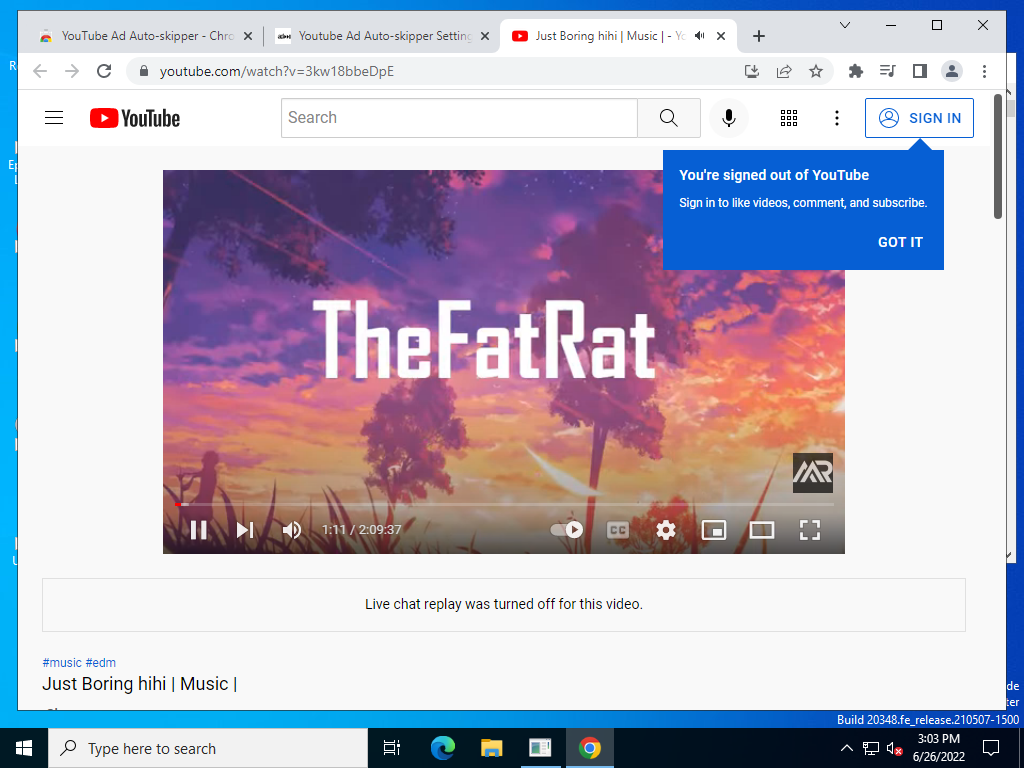 YouTube Ad Auto-skipper - Chro
Youtube Ad Auto-skipper Setting
Just Boring hihi | Music | - Yo
youtube.com/watch?v=3kw18bbeDpE
YouTube
Search
SIGN IN
You're signed out of YouTube
Sign in to like videos, comment, and subscribe.
GOT IT
TheFatRat
MR
1:11 / 2:09:37
CC
Live chat replay was turned off for this video.
#music #edm
Just Boring hihi | Music |
Build 20348.fe_release.210507-1500
Type here to search
3:03 PM
6/26/2022